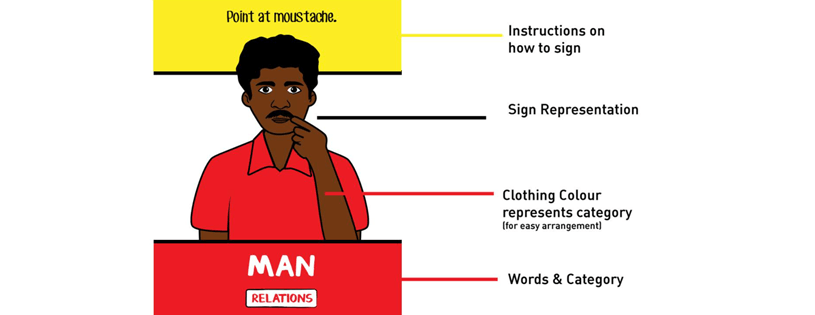 Point at moustache.
Instructions on
how to sign
Sign Representation
Clothing Colour
represents category
(for easy arrangement)
MAN
RELATIONS
Words & Category